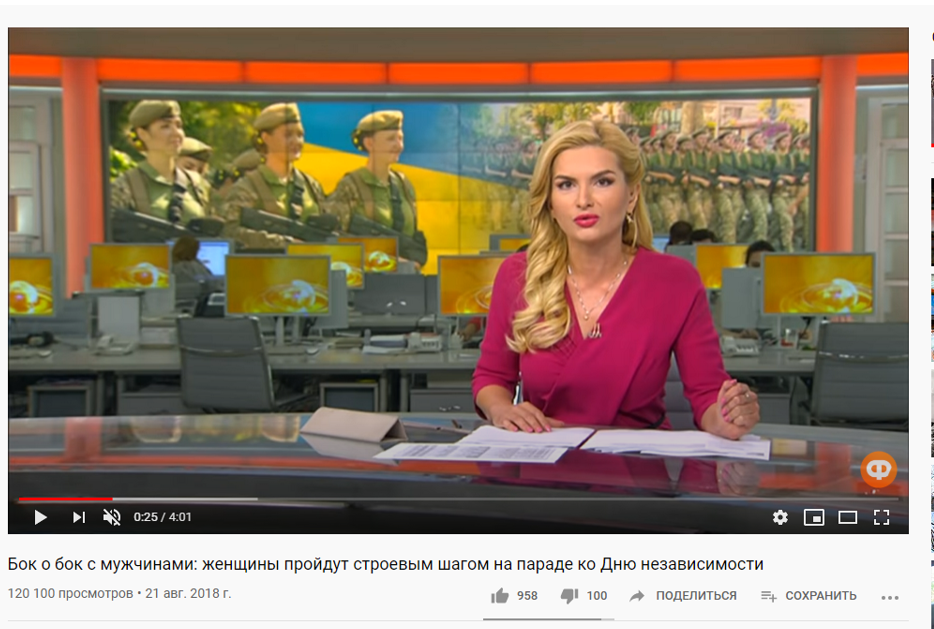 Ф
0:25 / 4:01
Бок о бок с мужчинами: женщины пройдут строевым шагом на параде ко Дню независимости
120 100 просмотров • 21 авг. 2018 г.
958
100
ПОДЕЛИТЬСЯ
СОХРАНИТЬ